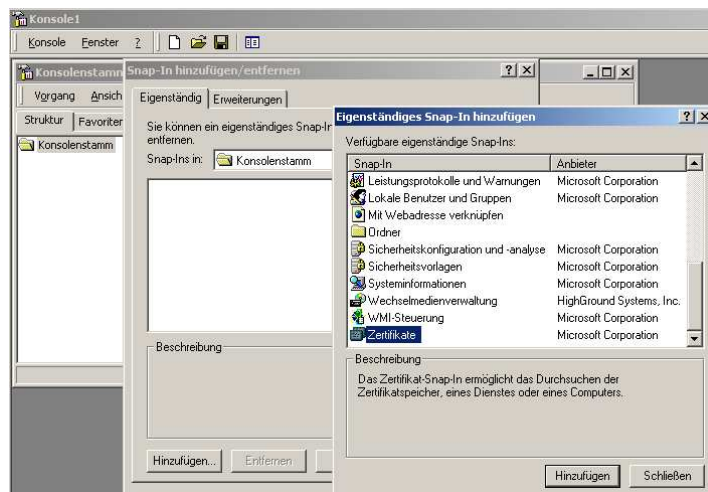 Konsole1
Konsole Fenster ?
Konsolenstamm
Vorgang Ansich
Struktur Favoriten
Konsolenstamm
Snap-In hinzufügen/entfernen
Eigenständig Erweiterungen
Sie können ein eigenständiges Snap-In
entfernen.
Snap-Ins in: Konsolenstamm
Beschreibung
Hinzufügen... Entfernen
Eigenständiges Snap-In hinzufügen
Verfügbare eigenständige Snap-Ins:
Snap-In Anbieter
Leistungsprotokolle und Warnungen Microsoft Corporation
Lokale Benutzer und Gruppen Microsoft Corporation
Mit Webadresse verknüpfen
Ordner
Sicherheitskonfiguration und -analyse Microsoft Corporation
Sicherheitsvorlagen Microsoft Corporation
Systeminformationen Microsoft Corporation
Wechselmedienverwaltung HighGround Systems, Inc.
WMI-Steuerung Microsoft Corporation
Zertifikate Microsoft Corporation
Beschreibung
Das Zertifikat-Snap-In ermöglicht das Durchsuchen der
Zertifikatspeicher, eines Dienstes oder eines Computers.
Hinzufügen Schließen